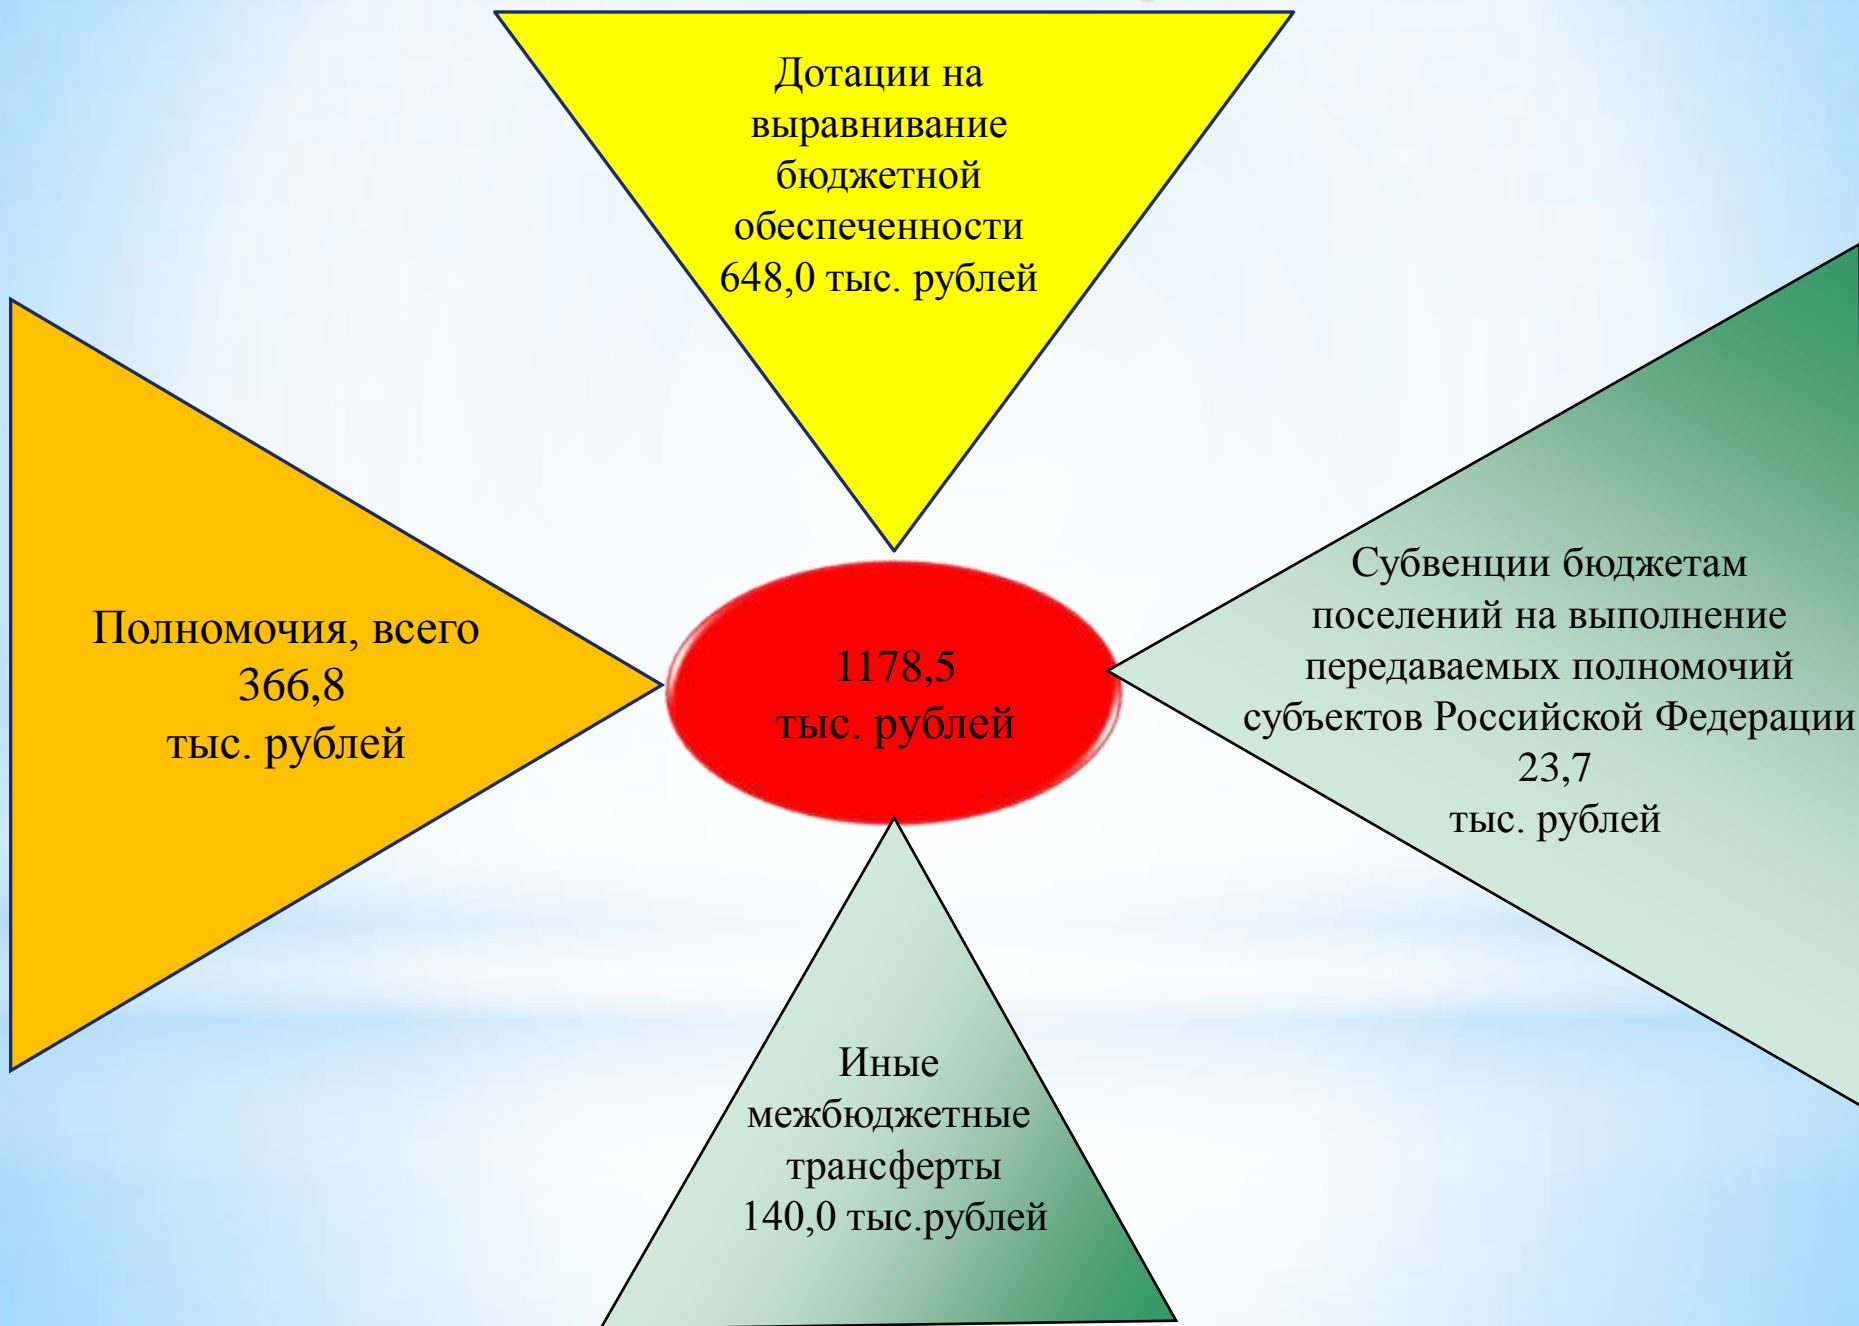 Дотации на
выравнивание
бюджетной
обеспеченности
648,0 тыс. рублей
Полномочия, всего
366,8
тыс. рублей
1178,5
тыс. рублей
Субвенции бюджетам
поселений на выполнение
передаваемых полномочий
субъектов Российской Федерации
23,7
тыс. рублей
Иные
межбюджетные
трансферты
140,0 тыс.рублей